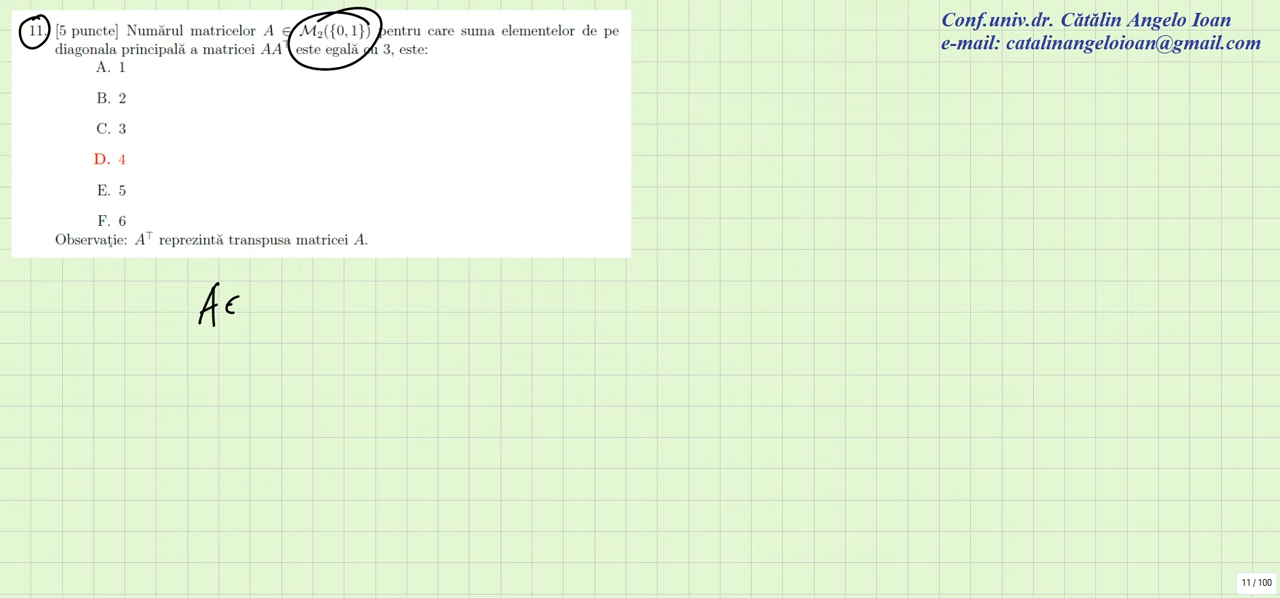 11. [5 puncte] Numărul matricelor A ∈ M₂({0, 1}) pentru care suma elementelor de pe
diagonala principală a matricei AA⊤ este egală cu 3, este:
A. 1
B. 2
C. 3
D. 4
E. 5
F. 6
Observaţie: A⊤ reprezintă transpusa matricei A.
A ∈
Conf.univ.dr. Cătălin Angelo Ioan
e-mail: catalinangeloioan@gmail.com
11 / 100